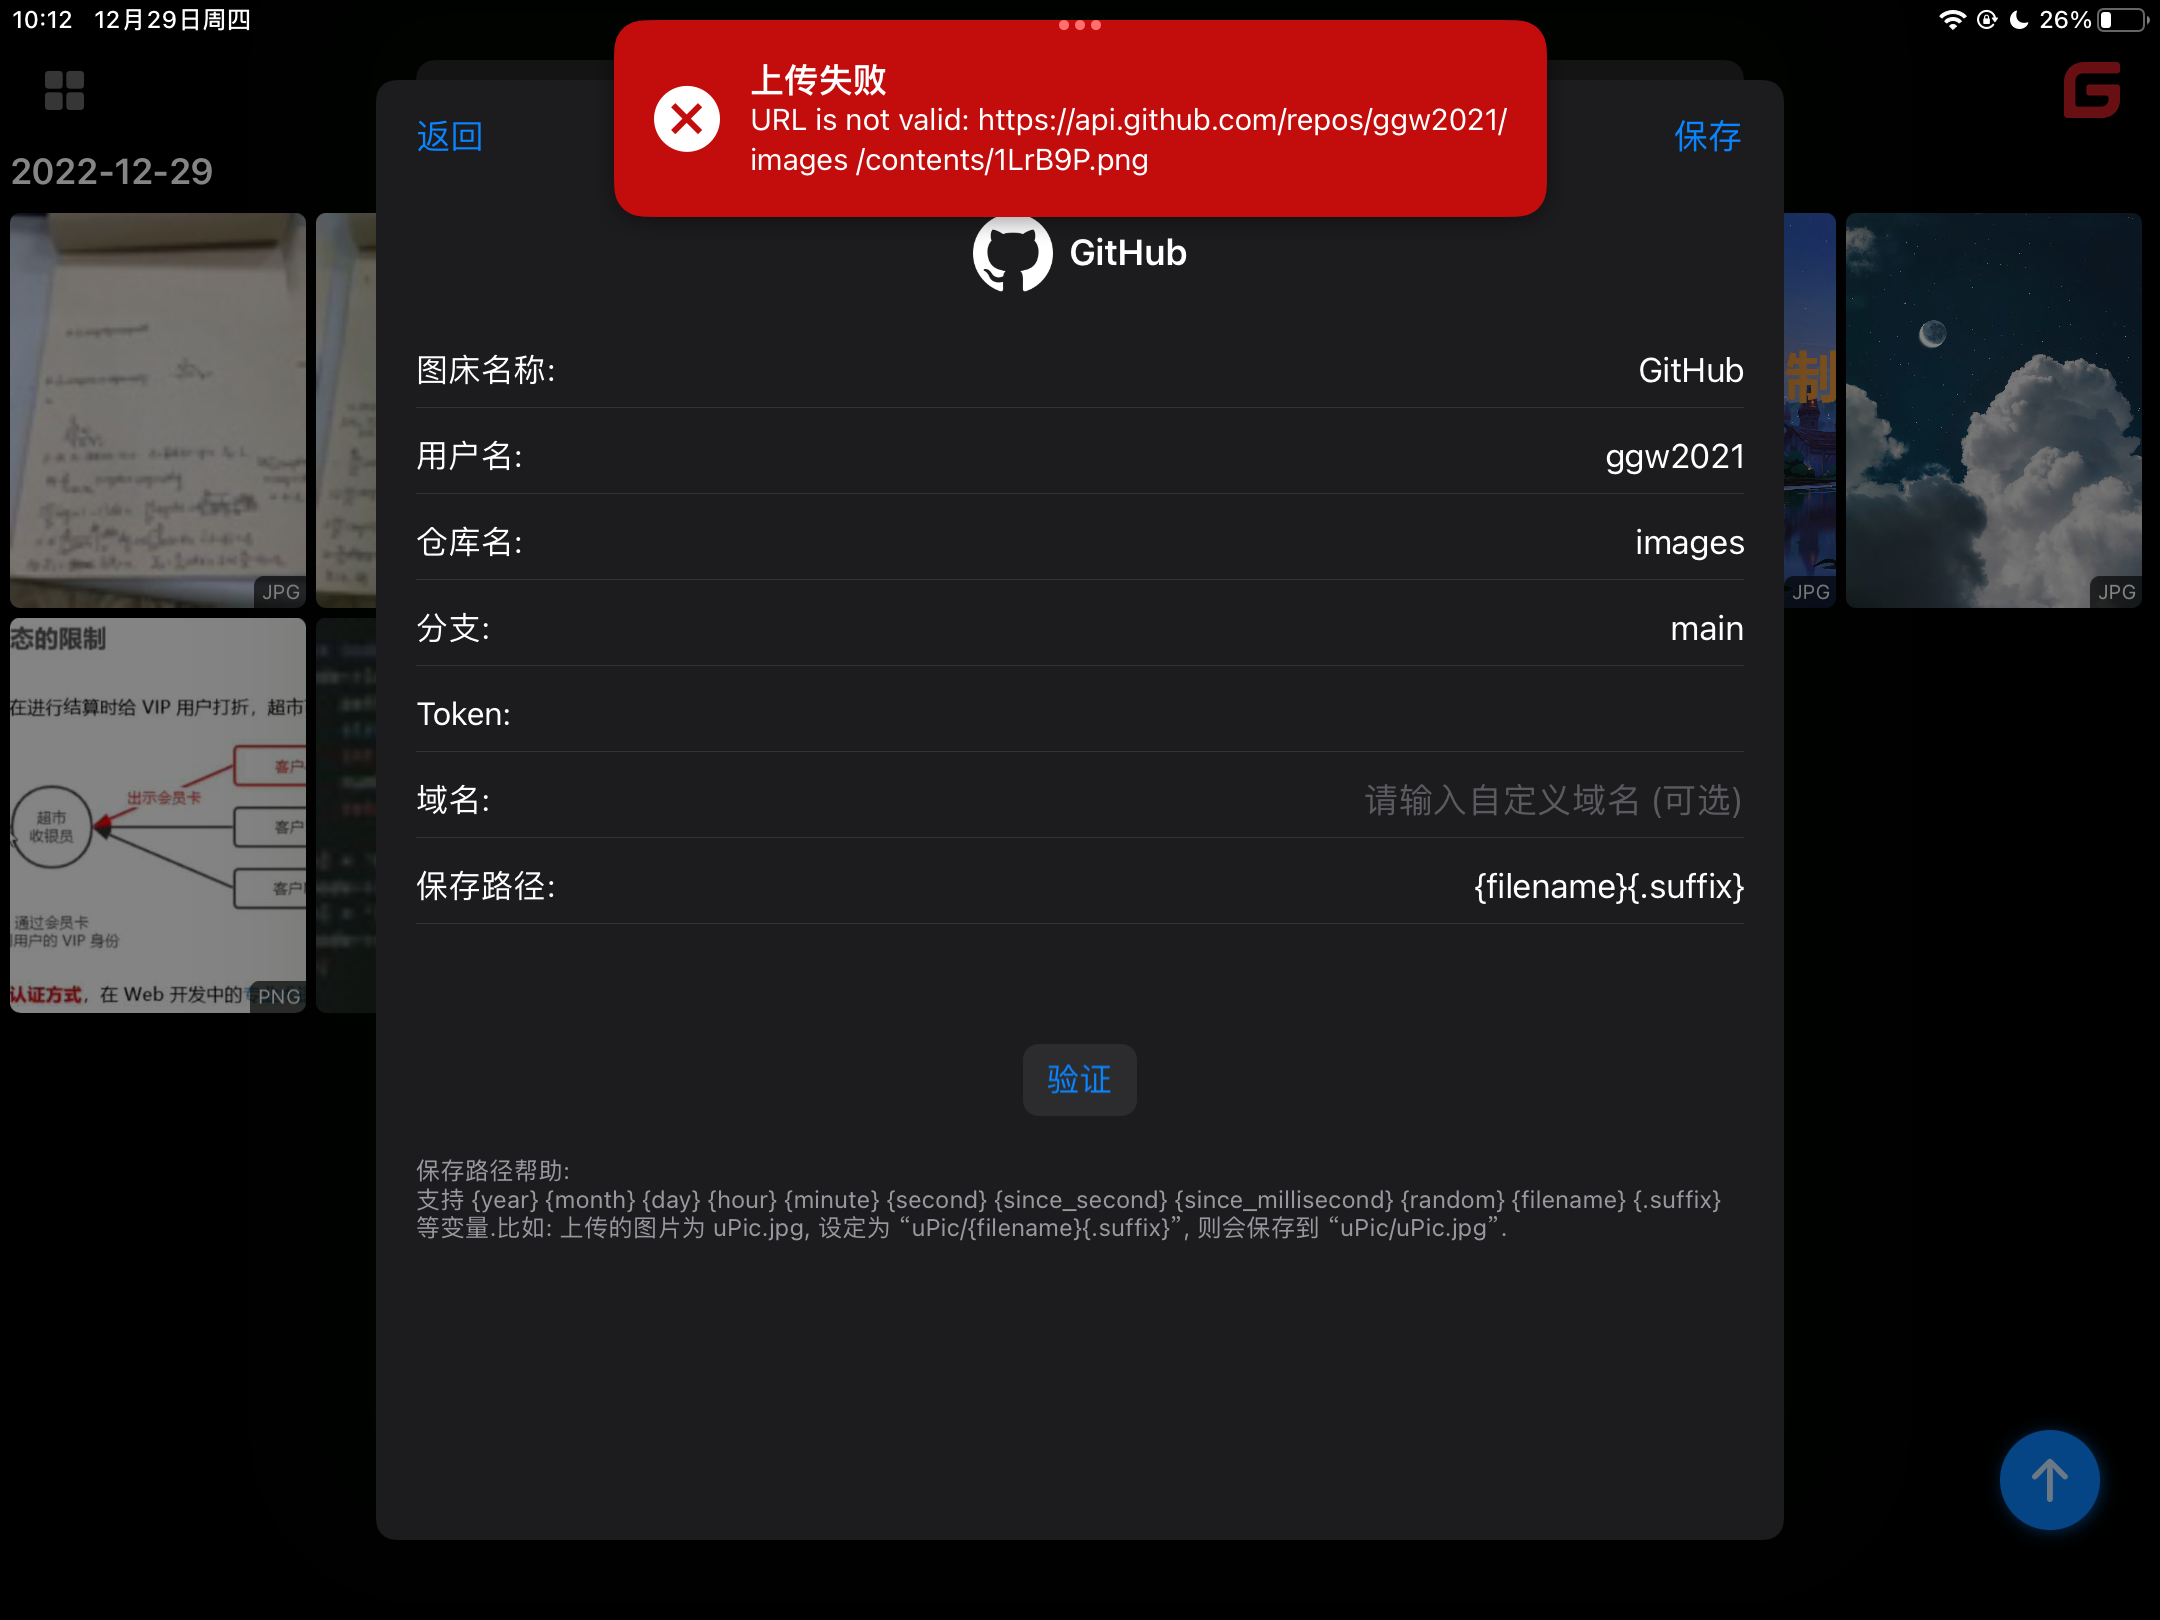 10:12 12月29日周四
26%
上传失败
URL is not valid: https://api.github.com/repos/ggw2021/
images /contents/1LrB9P.png
返回
保存
2022-12-29
GitHub
图床名称: GitHub
用户名: ggw2021
仓库名: images
分支: main
Token:
域名: 请输入自定义域名 (可选)
保存路径: {filename}{.suffix}
验证
保存路径帮助:
支持 {year} {month} {day} {hour} {minute} {second} {since_second} {since_millisecond} {random} {filename} {.suffix}
等变量.比如: 上传的图片为 uPic.jpg, 设定为 “uPic/{filename}{.suffix}”, 则会保存到 “uPic/uPic.jpg”.
JPG
制
JPG
JPG
态的限制
在进行结算时给 VIP 用户打折，超市
客户
出示会员卡
超市
收银员
客户
客户
通过会员卡
用户的 VIP 身份
认证方式，在 Web 开发中的
PNG